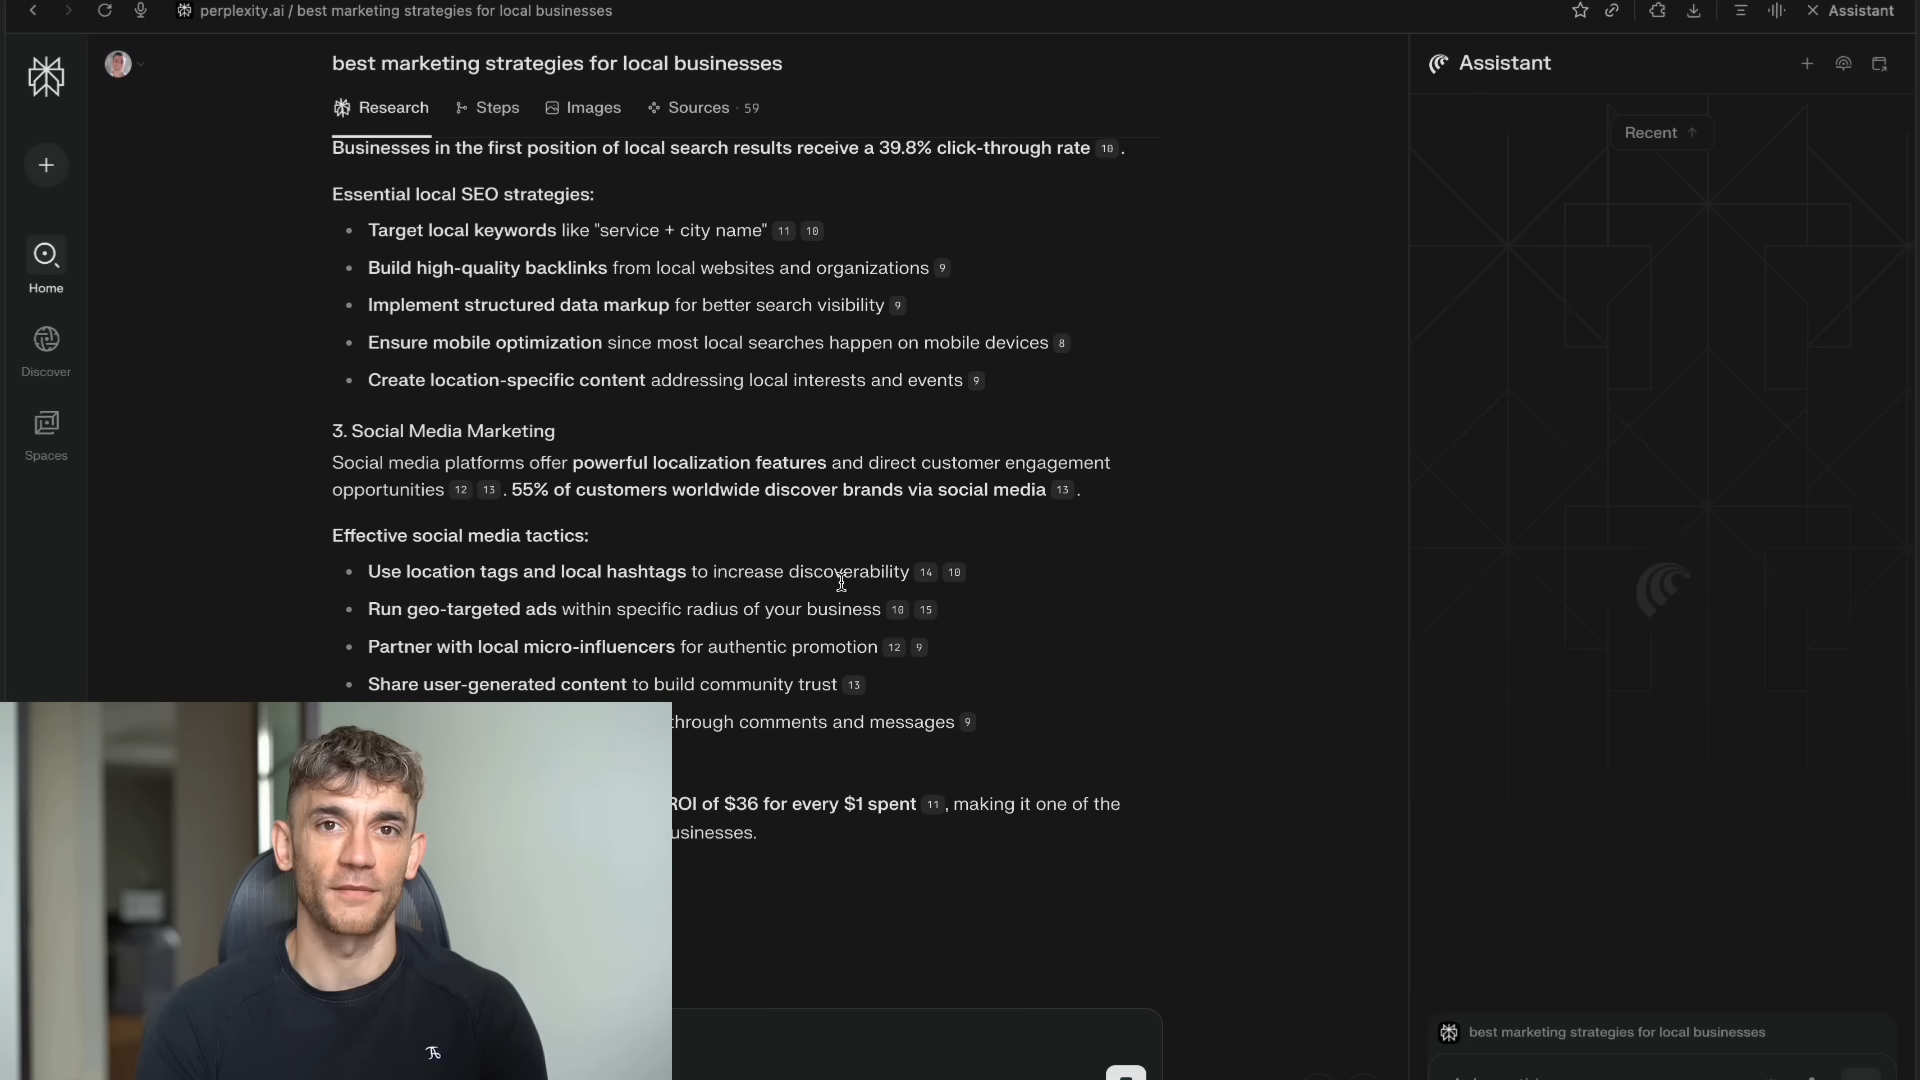 perplexity.ai / best marketing strategies for local businesses
Assistant
best marketing strategies for local businesses
Research
Steps
Images
Sources · 59
Businesses in the first position of local search results receive a 39.8% click-through rate 10 .
Essential local SEO strategies:
• Target local keywords like "service + city name" 11 10
• Build high-quality backlinks from local websites and organizations 9
• Implement structured data markup for better search visibility 9
• Ensure mobile optimization since most local searches happen on mobile devices 8
• Create location-specific content addressing local interests and events 9
3. Social Media Marketing
Social media platforms offer powerful localization features and direct customer engagement
opportunities 12 13 . 55% of customers worldwide discover brands via social media 13 .
Effective social media tactics:
• Use location tags and local hashtags to increase discoverability 14 10
• Run geo-targeted ads within specific radius of your business 10 15
• Partner with local micro-influencers for authentic promotion 12 9
• Share user-generated content to build community trust 13
through comments and messages 9
ROI of $36 for every $1 spent 11 , making it one of the
usinesses.
Home
Discover
Spaces
Assistant
Recent ↑
best marketing strategies for local businesses